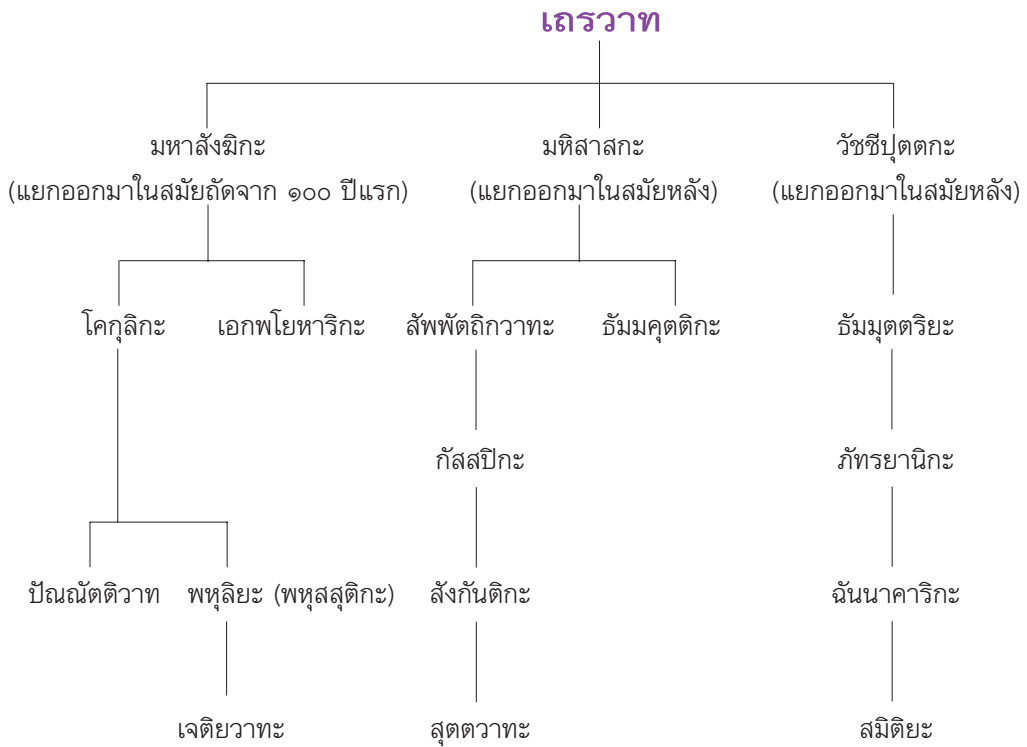 เถรวาท
มหาสังฆิกะ มหิสาสกะ วัชชีปุตตกะ
(แยกออกมาในสมัยถัดจาก ๑๐๐ ปีแรก) (แยกออกมาในสมัยหลัง) (แยกออกมาในสมัยหลัง)
โคกุลิกะ เอกพโยหาริกะ สัพพัตถิกวาทะ ธัมมคุตติกะ ธัมมุตตริยะ
กัสสปิกะ ภัทรยานิกะ
ปัณณัตติวาท พหุลิยะ (พหุสสุติกะ) สังกันติกะ ฉันนาคาริกะ
เจติยวาทะ สุตตวาทะ สมิติยะ